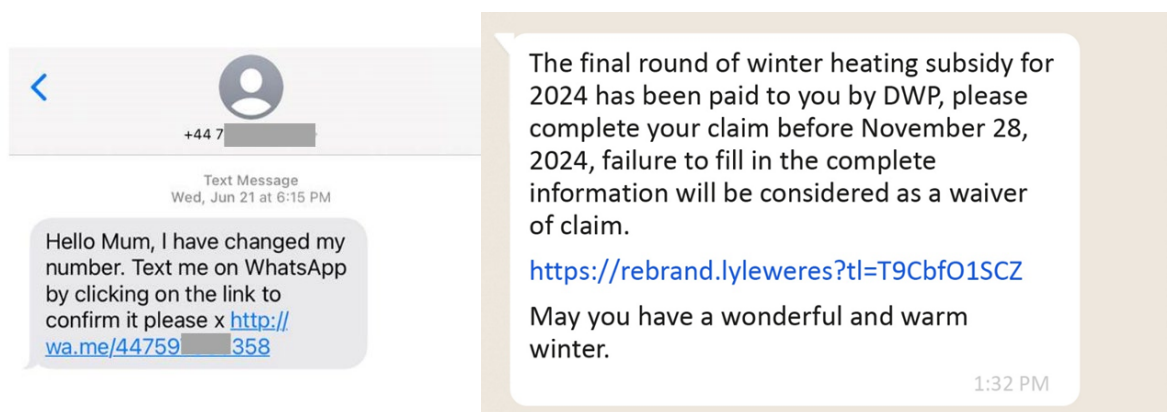 +44 7
Text Message
Wed, Jun 21 at 6:15 PM
Hello Mum, I have changed my
number. Text me on WhatsApp
by clicking on the link to
confirm it please x http://
wa.me/44759 358
The final round of winter heating subsidy for
2024 has been paid to you by DWP, please
complete your claim before November 28,
2024, failure to fill in the complete
information will be considered as a waiver
of claim.
https://rebrand.lyleweres?tl=T9CbfO1SCZ
May you have a wonderful and warm
winter.
1:32 PM